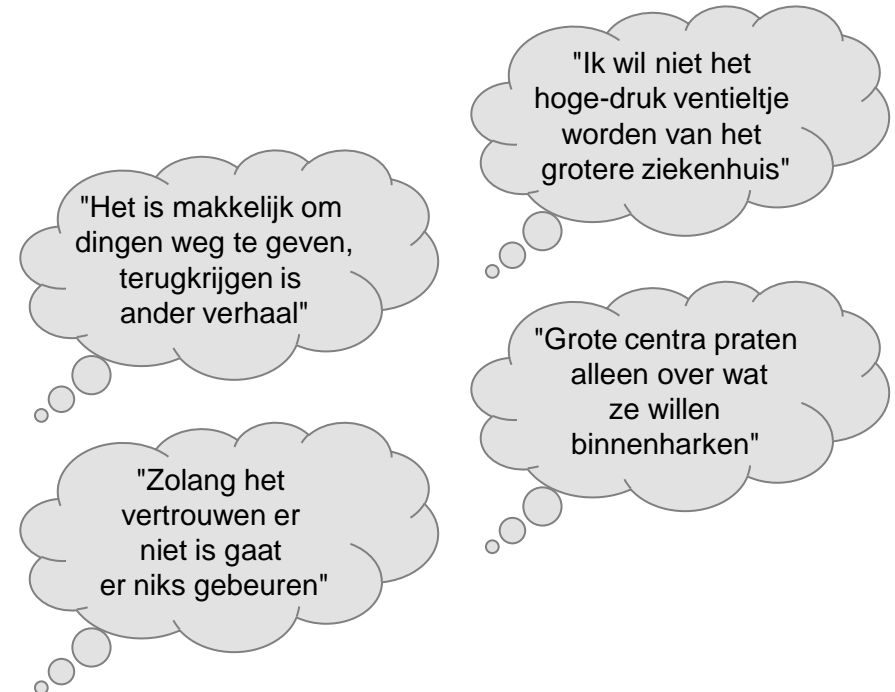 "Ik wil niet het
hoge-druk ventieltje
worden van het
grotere ziekenhuis"
"Het is makkelijk om
dingen weg te geven,
terugkrijgen is
ander verhaal"
"Grote centra praten
alleen over wat
ze willen
binnenharken"
"Zolang het
vertrouwen er
niet is gaat
er niks gebeuren"